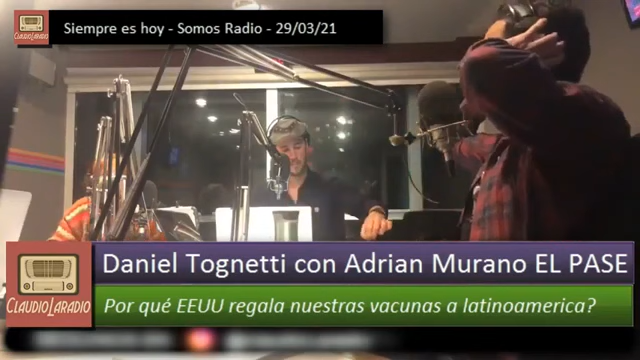 Siempre es hoy - Somos Radio - 29/03/21
Daniel Tognetti con Adrian Murano EL PASE
CLAUDIOLARADIO
Por qué EEUU regala nuestras vacunas a latinoamerica?